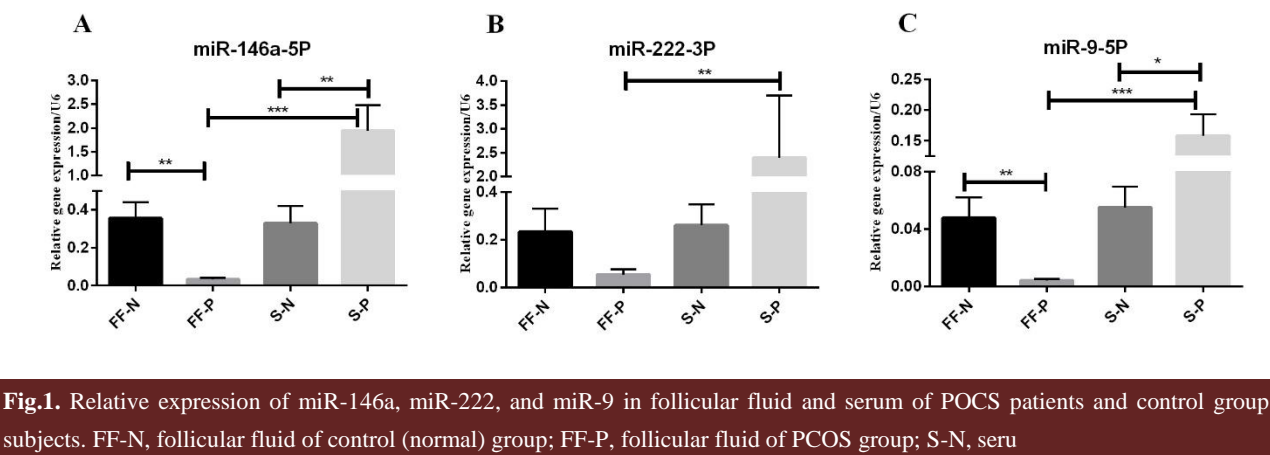 A
miR-146a-5P
Relative gene expression/U6
3.0
2.5
2.0
1.5
1.0
0.4
0.2
0.0
**
***
**
FF-N
FF-P
S-N
S-P
B
miR-222-3P
Relative gene expression/U6
4.0
3.5
3.0
2.5
2.0
0.4
0.2
0.0
**
FF-N
FF-P
S-N
S-P
C
miR-9-5P
Relative gene expression/U6
0.25
0.20
0.15
0.08
0.04
0.00
*
***
**
FF-N
FF-P
S-N
S-P
Fig.1. Relative expression of miR-146a, miR-222, and miR-9 in follicular fluid and serum of POCS patients and control group
subjects. FF-N, follicular fluid of control (normal) group; FF-P, follicular fluid of PCOS group; S-N, seru